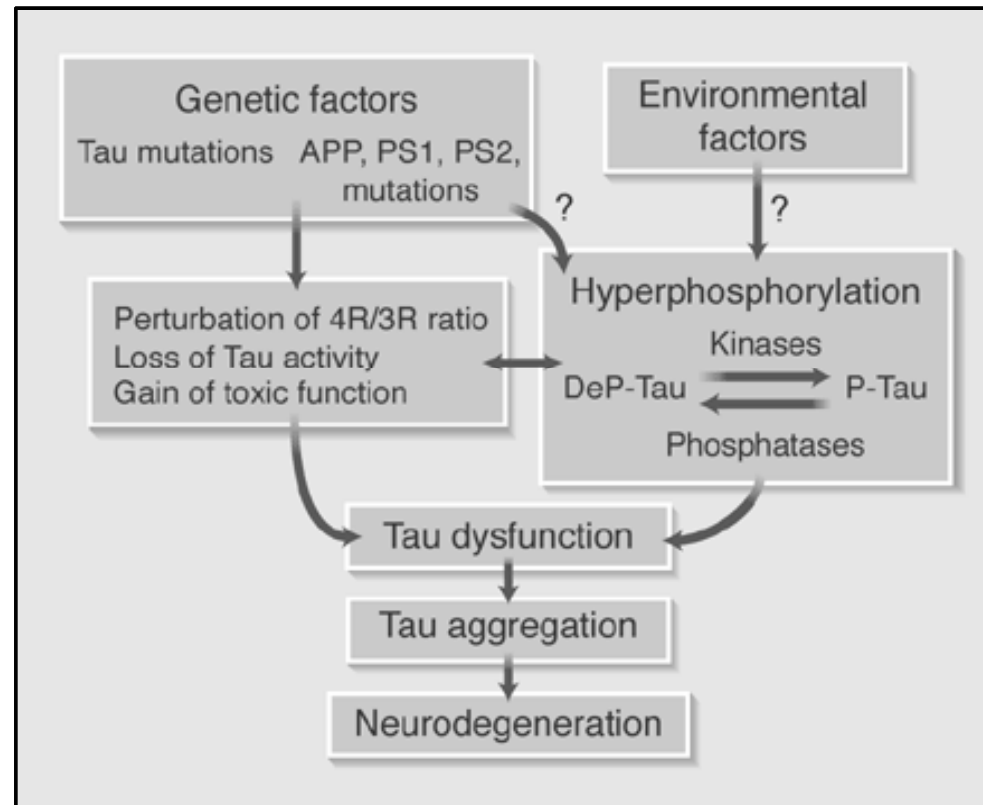 Genetic factors
Tau mutations APP, PS1, PS2,
mutations
Environmental
factors
?
?
Perturbation of 4R/3R ratio
Loss of Tau activity
Gain of toxic function
Hyperphosphorylation
Kinases
DeP-Tau P-Tau
Phosphatases
Tau dysfunction
Tau aggregation
Neurodegeneration